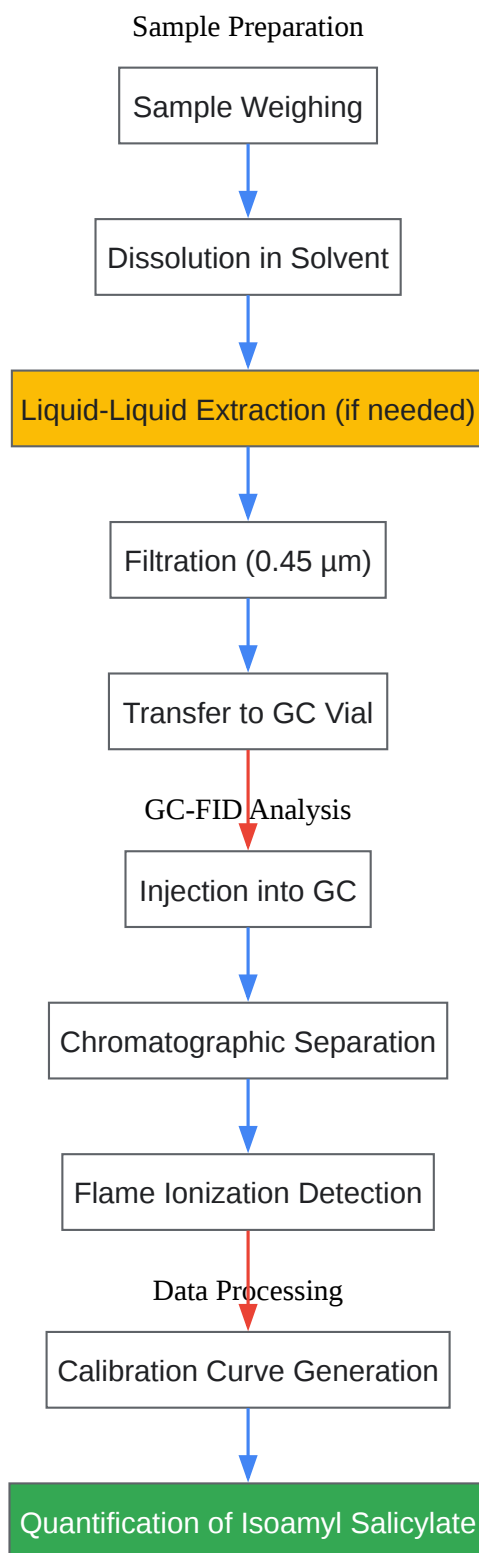 Sample Preparation
Sample Weighing
Dissolution in Solvent
Liquid-Liquid Extraction (if needed)
Filtration (0.45 µm)
Transfer to GC Vial
GC-FID Analysis
Injection into GC
Chromatographic Separation
Flame Ionization Detection
Data Processing
Calibration Curve Generation
Quantification of Isoamyl Salicylate